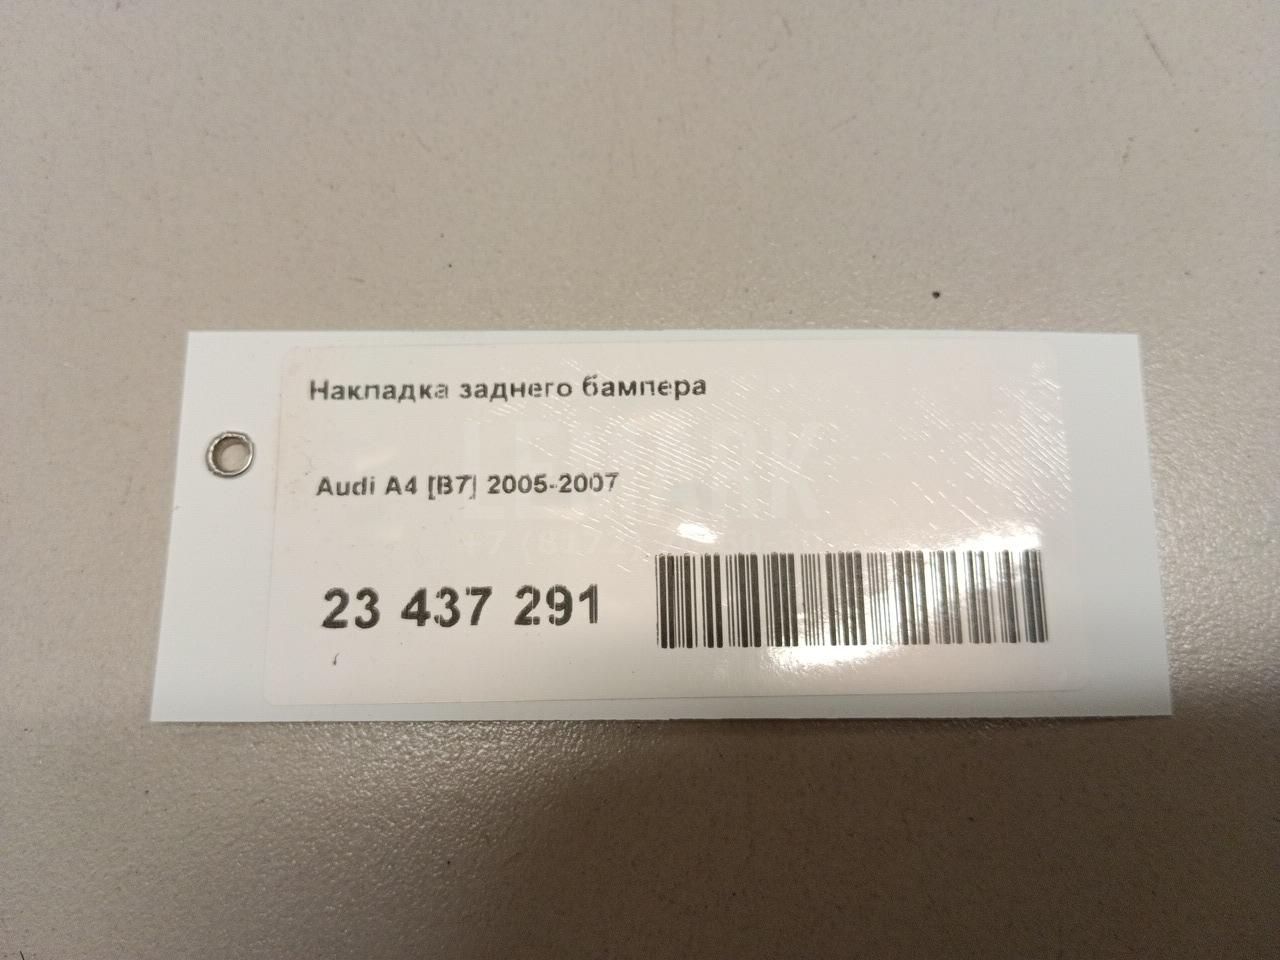 Накладка заднего бампера
Audi A4 [B7] 2005-2007
23 437 291